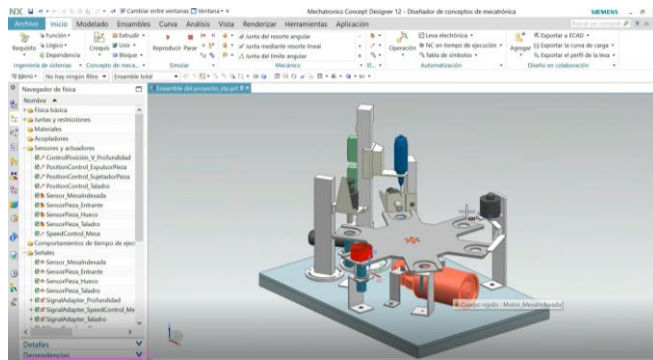 NX
Cambiar entre ventanas Ventana
Mechatronics Concept Designer 12 - Diseñador de conceptos de mecatrónica
SIEMENS
Archivo Inicio Modelado Ensambles Curva Análisis Vista Renderizar Herramientas Aplicación
Requisito
Función
Lógico
Dependencia
Ingeniería de sistemas
Croquis
Extrudir
Unir
Bloque
Concepto de meca...
Reproducir Parar
Simular
Junta del resorte angular
Junta mediante resorte lineal
Junta del límite angular
Mecánico
Operación
Leva electrónica
NC en tiempo de ejecución
Tabla de símbolos
Automatización
Agregar
Exportar a ECAD
Exportar la curva de carga
Exportar el perfil de la leva
Diseño en colaboración
Menú No hay ningún filtro Ensamble total
Navegador de física
Ensamble del proyecto_stp.prt
Nombre
Física básica
Juntas y restricciones
Materiales
Acopladores
Sensores y actuadores
ControlPosición_V_Profundidad
PositionControl_ExpulsorPieza
PositionControl_SujetadorPieza
PositionControl_Taladro
Sensor_MesaIndexada
SensorPieza_Entrante
SensorPieza_Hueco
SensorPieza_Taladro
SpeedControl_Mesa
Comportamientos de tiempo de ejec
Señales
Sensor_MesaIndexada
SensorPieza_Entrante
SensorPieza_Hueco
SensorPieza_Taladro
SignalAdapter_Profundidad
SignalAdapter_SpeedControl_Me
SignalAdapter_Taladro
Detalles
Dependencias
Cuerpo rígido : Motor_MesaIndexada